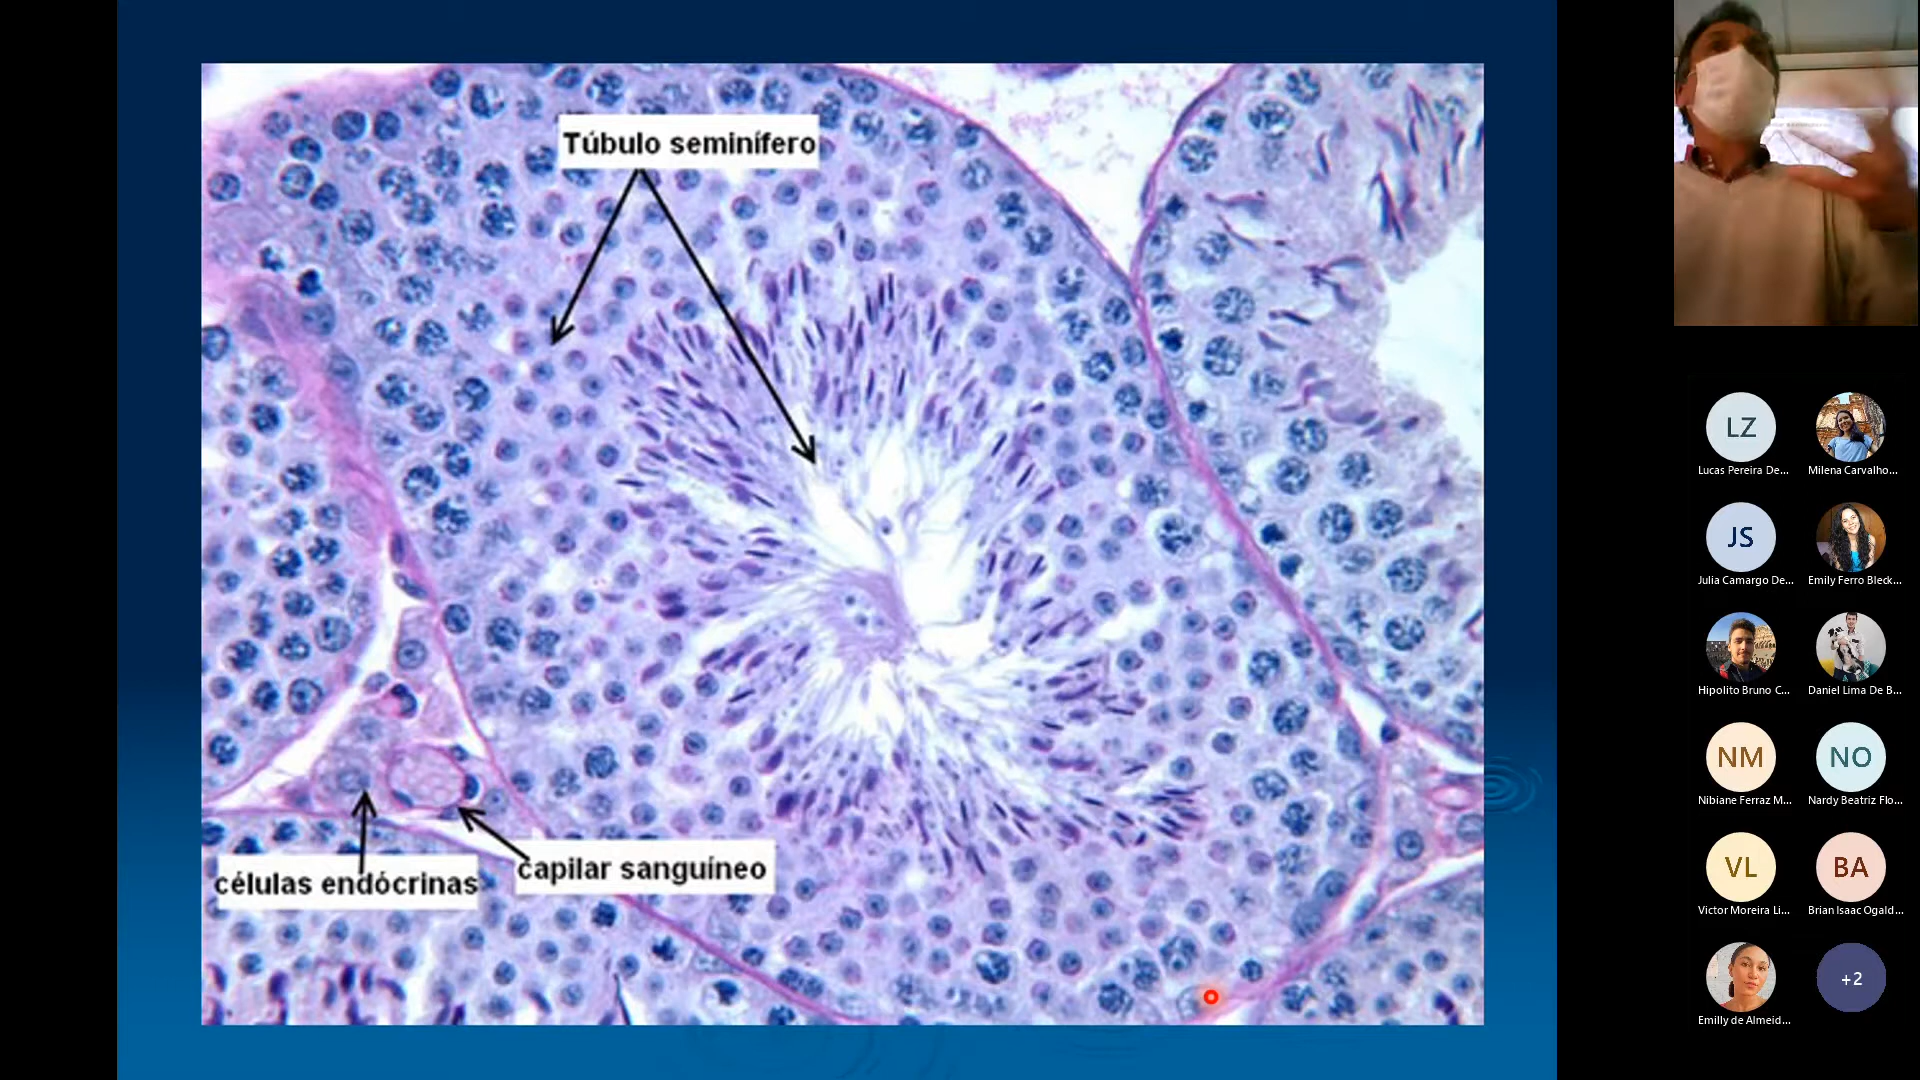 Túbulo seminífero
células endócrinas
capilar sanguíneo
LZ
Lucas Pereira De...
Milena Carvalho...
JS
Julia Camargo De...
Emily Ferro Bleck...
Hipolito Bruno C...
Daniel Lima De B...
NM
NO
Nibiane Ferraz M...
Nardy Beatriz Flo...
VL
BA
Victor Moreira Li...
Brian Isaac Ogald...
Emilly de Almeid...
+2